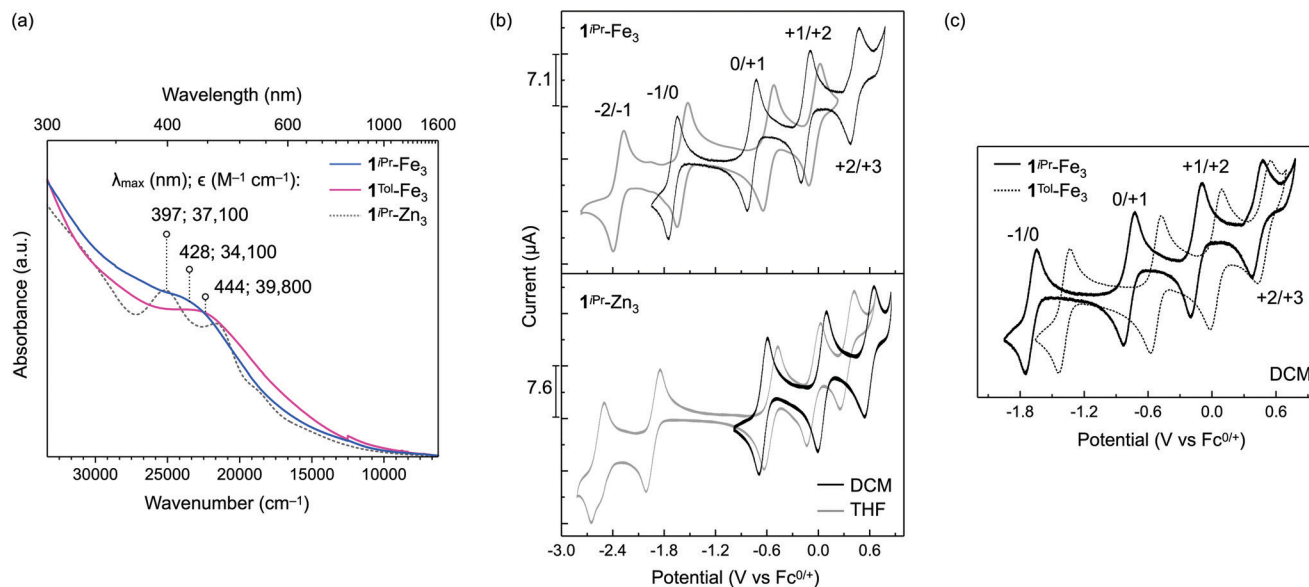 (a)
Wavelength (nm)
300 400 600 1000 1600
1iPr-Fe3
1Tol-Fe3
1iPr-Zn3
λmax (nm); ϵ (M–1 cm–1):
397; 37,100
428; 34,100
444; 39,800
Absorbance (a.u.)
30000 25000 20000 15000 10000
Wavenumber (cm–1)
(b)
1iPr-Fe3
+1/+2
0/+1
-1/0
-2/-1
+2/+3
7.1
Current (µA)
1iPr-Zn3
7.6
DCM
THF
-3.0 -2.4 -1.8 -1.2 -0.6 0.0 0.6
Potential (V vs Fc0/+)
(c)
1iPr-Fe3
1Tol-Fe3
+1/+2
0/+1
-1/0
+2/+3
DCM
-1.8 -1.2 -0.6 0.0 0.6
Potential (V vs Fc0/+)